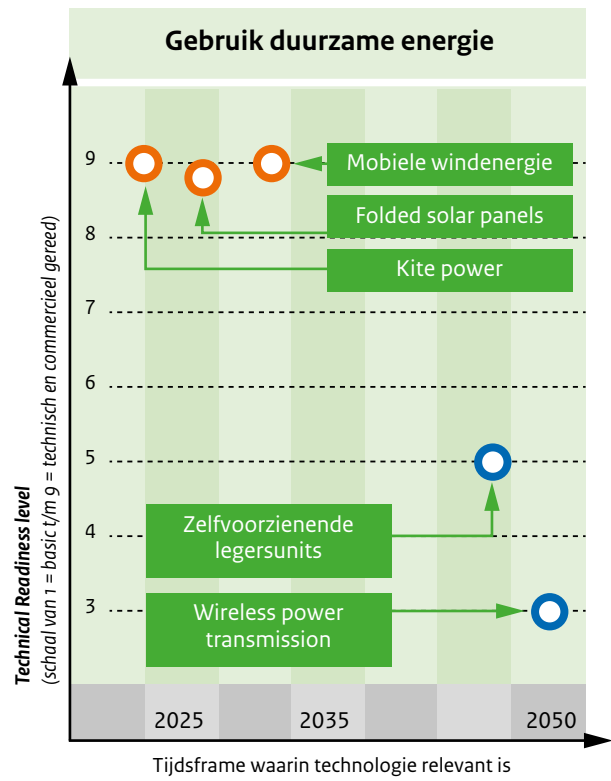 Gebruik duurzame energie
Technical Readiness level
(schaal van 1 = basic t/m 9 = technisch en commercieel gereed)
9
8
7
6
5
4
3
Mobiele windenergie
Folded solar panels
Kite power
Zelfvoorzienende
legersunits
Wireless power
transmission
2025
2035
2050
Tijdsframe waarin technologie relevant is